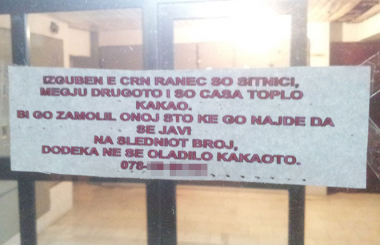 IZGUBEN E CRN RANEC SO SITNICI,
MEGJU DRUGOTO I SO CASA TOPLO
KAKAO.
BI GO ZAMOLIL ONOJ STO KE GO NAJDE DA
SE JAVI
NA SLEDNIOT BROJ,
DODEKA NE SE OLADILO KAKAOTO.
078-